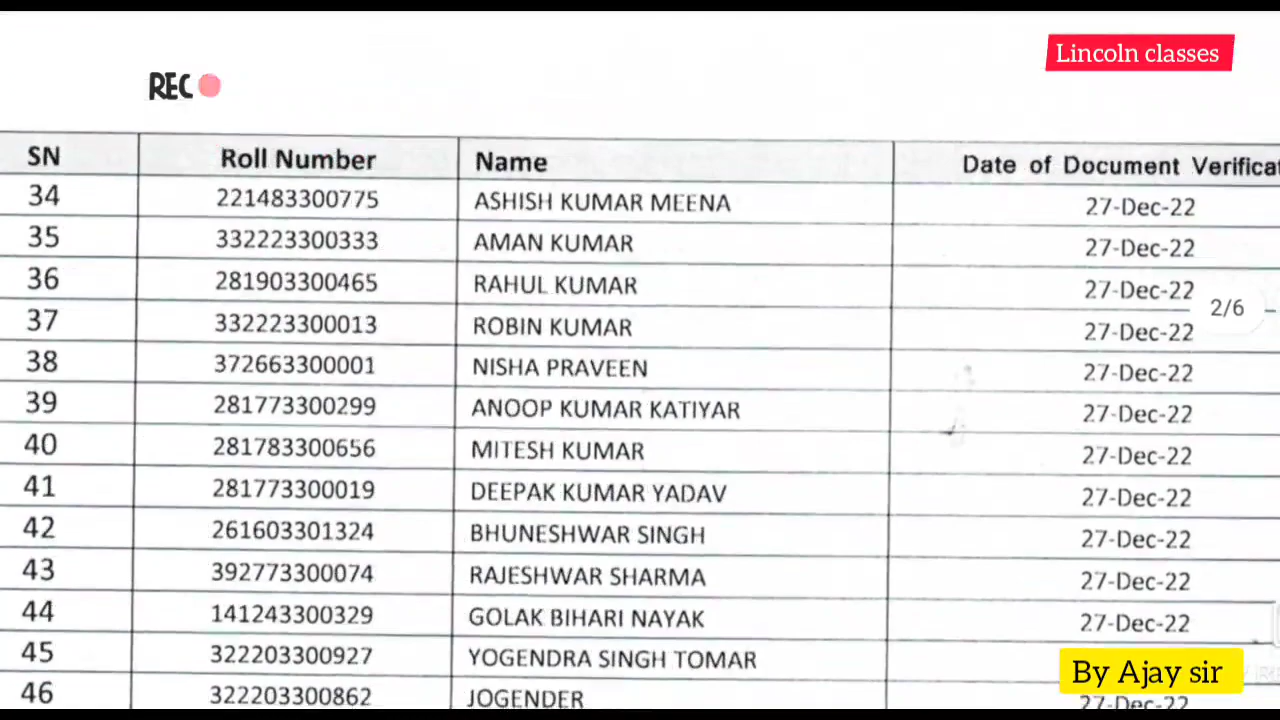 Lincoln classes
REC
SN Roll Number Name Date of Document Verificat
34 221483300775 ASHISH KUMAR MEENA 27-Dec-22
35 332223300333 AMAN KUMAR 27-Dec-22
36 281903300465 RAHUL KUMAR 27-Dec-22
2/6
37 332223300013 ROBIN KUMAR 27-Dec-22
38 372663300001 NISHA PRAVEEN 27-Dec-22
39 281773300299 ANOOP KUMAR KATIYAR 27-Dec-22
40 281783300656 MITESH KUMAR 27-Dec-22
41 281773300019 DEEPAK KUMAR YADAV 27-Dec-22
42 261603301324 BHUNESHWAR SINGH 27-Dec-22
43 392773300074 RAJESHWAR SHARMA 27-Dec-22
44 141243300329 GOLAK BIHARI NAYAK 27-Dec-22
45 322203300927 YOGENDRA SINGH TOMAR
By Ajay sir
46 322203300862 JOGENDER 27-Dec-22